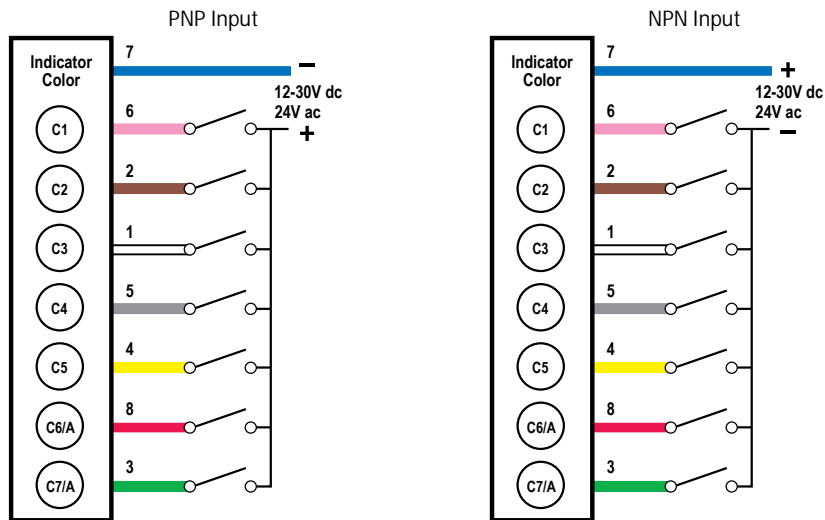 PNP Input
Indicator
Color
7
−
12-30V dc
24V ac
+
6
C1
2
C2
1
C3
5
C4
4
C5
8
C6/A
3
C7/A
NPN Input
Indicator
Color
7
+
12-30V dc
24V ac
−
6
C1
2
C2
1
C3
5
C4
4
C5
8
C6/A
3
C7/A